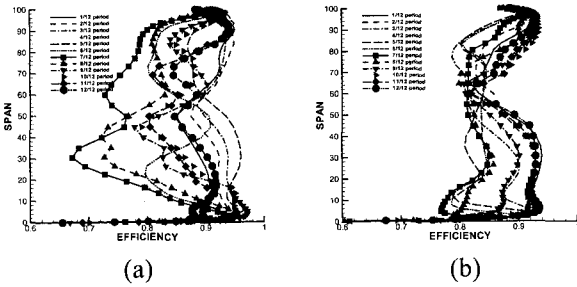 100
90
80
70
60
50
40
30
20
10
0
SPAN
1/12 period
2/12 period
3/12 period
4/12 period
5/12 period
6/12 period
7/12 period
8/12 period
9/12 period
10/12 period
11/12 period
12/12 period
0.6
0.7
0.8
0.9
1
EFFICIENCY
(a)
100
90
80
70
60
50
40
30
20
10
0
SPAN
1/12 period
2/12 period
3/12 period
4/12 period
5/12 period
6/12 period
7/12 period
8/12 period
9/12 period
10/12 period
11/12 period
12/12 period
0.6
0.7
0.8
0.9
1
EFFICIENCY
(b)